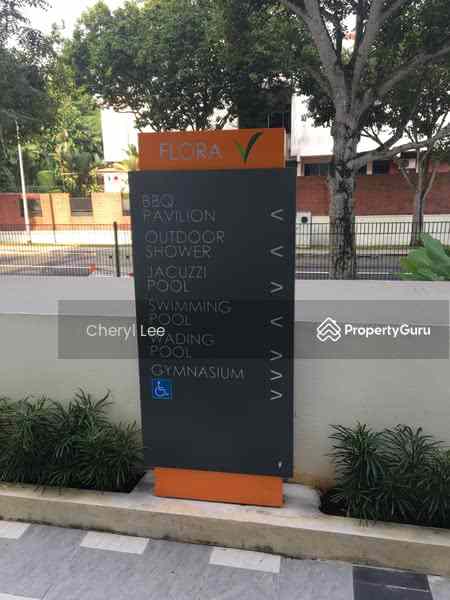 FLORA
BBQ
PAVILION <
OUTDOOR
SHOWER <
JACUZZI
POOL >
SWIMMING
POOL <
WADING
POOL >
GYMNASIUM >
>
Cheryl Lee
PropertyGuru